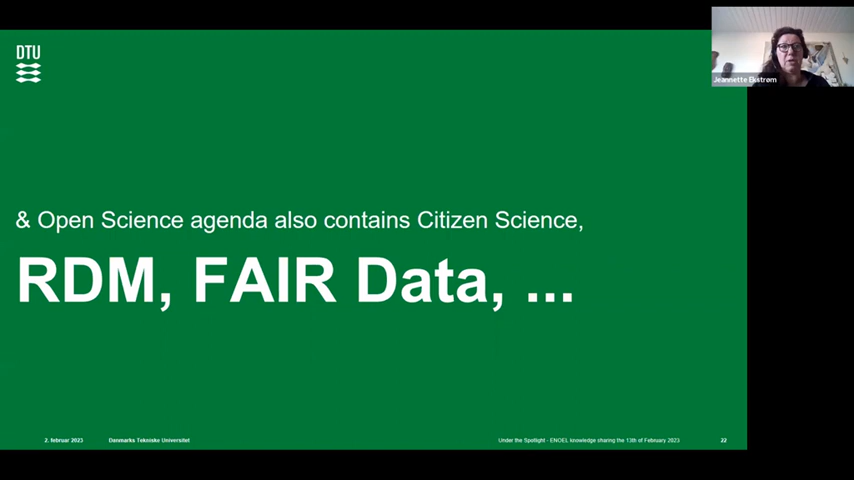 DTU
Jeannette Ekstrøm
& Open Science agenda also contains Citizen Science,
RDM, FAIR Data, ...
2. februar 2023 Danmarks Tekniske Universitet Under the Spotlight - ENOEL knowledge sharing the 13th of February 2023 22